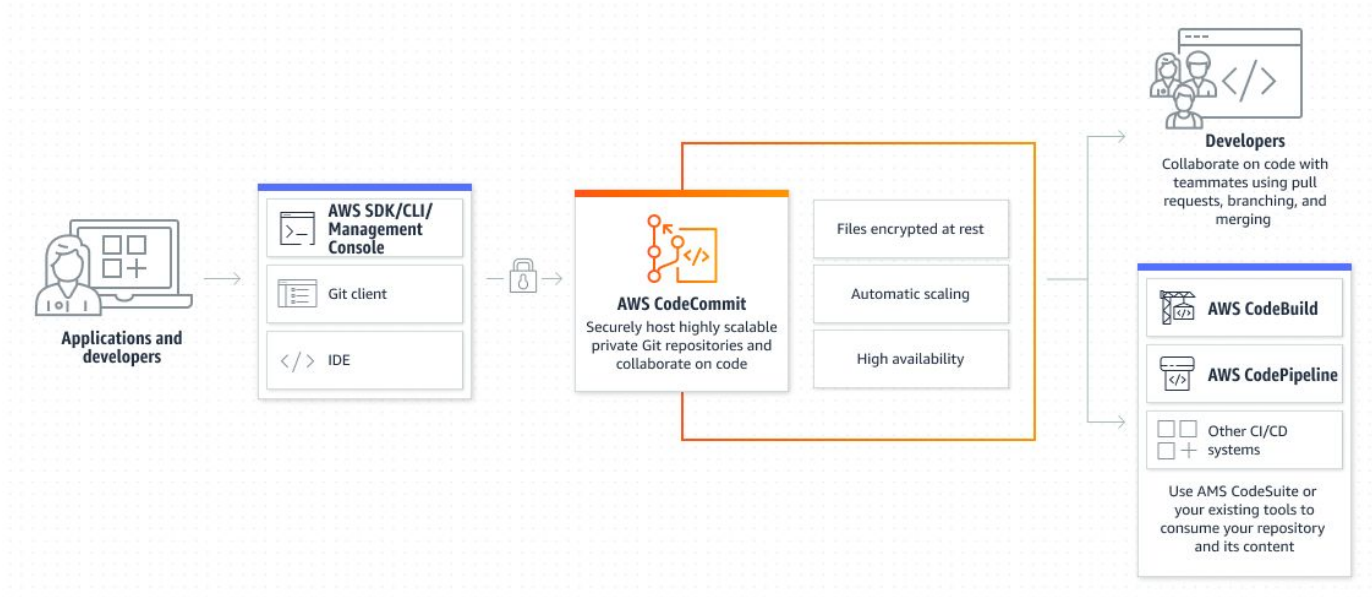 Applications and
developers
AWS SDK/CLI/
Management
Console
Git client
IDE
AWS CodeCommit
Securely host highly scalable
private Git repositories and
collaborate on code
Files encrypted at rest
Automatic scaling
High availability
Developers
Collaborate on code with
teammates using pull
requests, branching, and
merging
AWS CodeBuild
AWS CodePipeline
Other CI/CD
systems
Use AMS CodeSuite or
your existing tools to
consume your repository
and its content